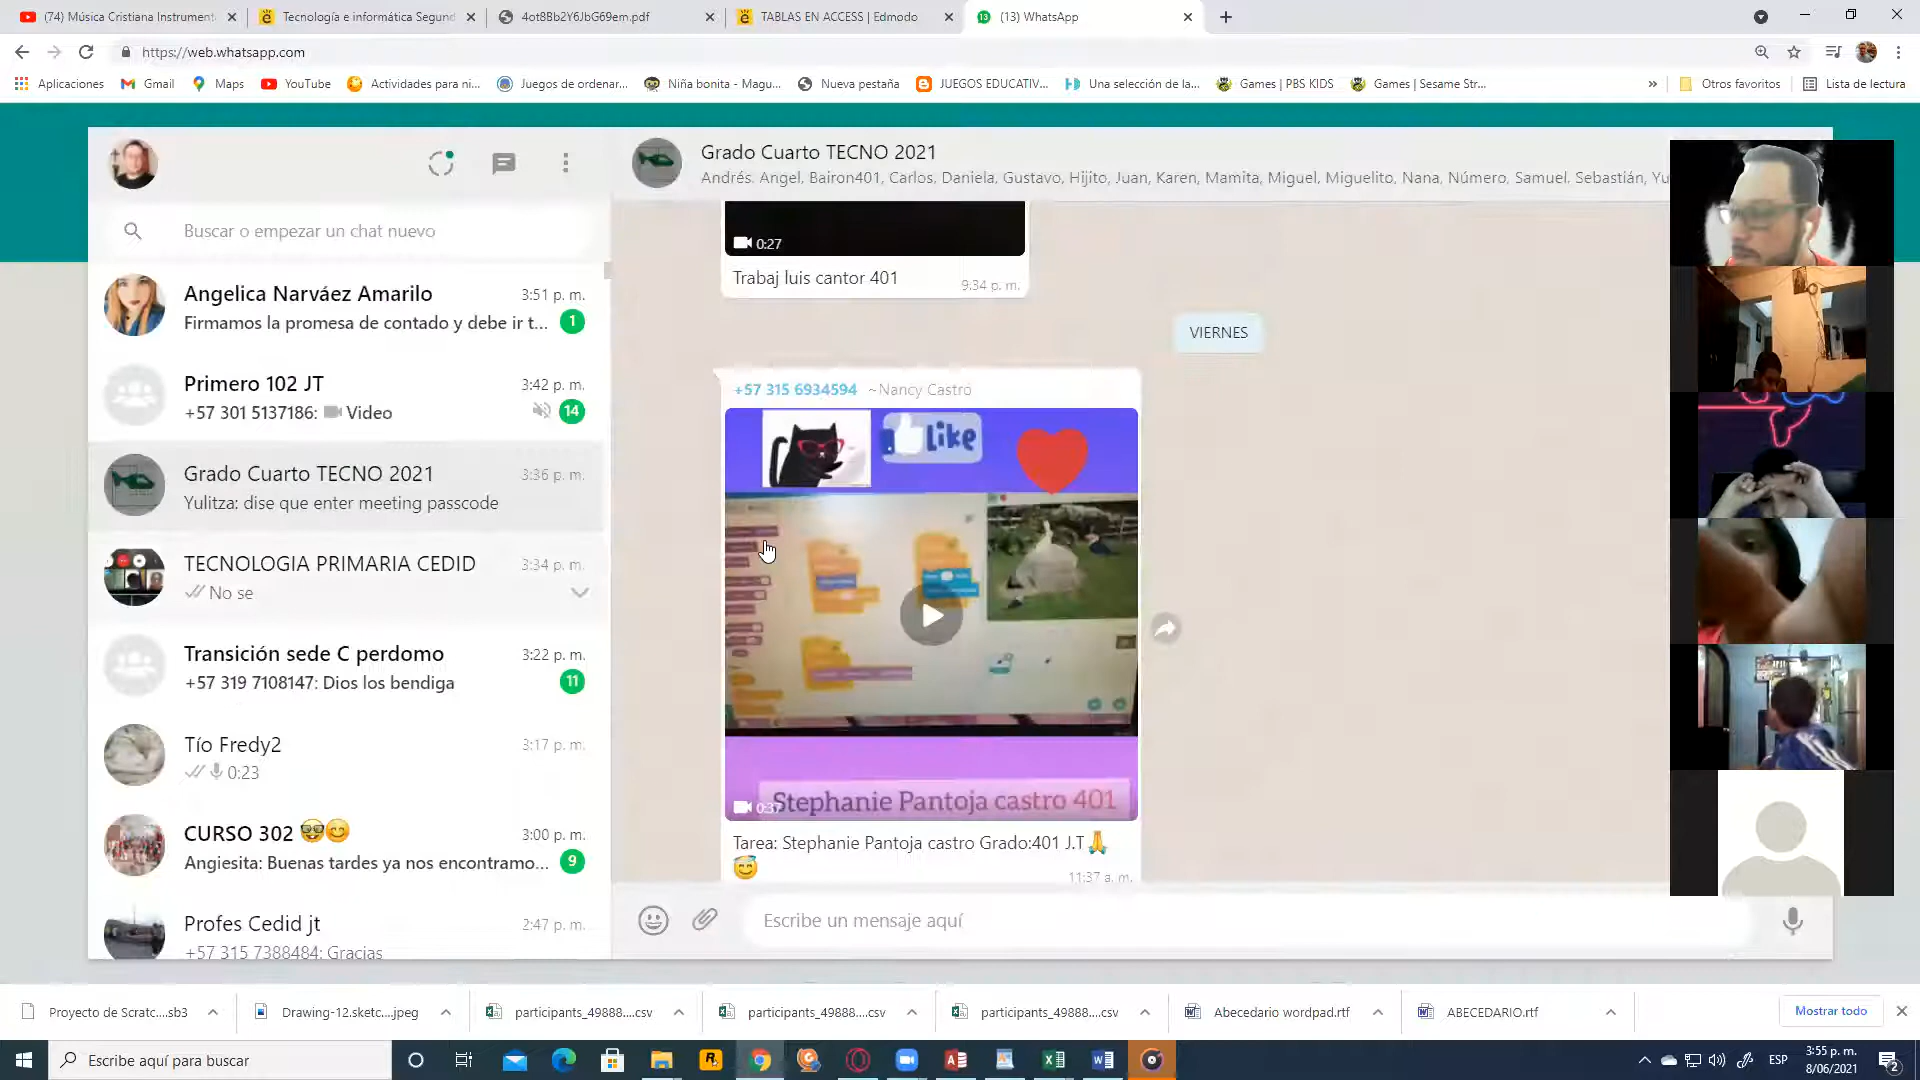 (74) Música Cristiana Instrument
Tecnología e informática Segund
4ot8Bb2Y6JbG69em.pdf
TABLAS EN ACCESS | Edmodo
(13) WhatsApp
https://web.whatsapp.com
Aplicaciones
Gmail
Maps
YouTube
Actividades para ni...
Juegos de ordenar...
Niña bonita - Magu...
Nueva pestaña
JUEGOS EDUCATIV...
Una selección de la...
Games | PBS KIDS
Games | Sesame Str...
»
Otros favoritos
Lista de lectura
Grado Cuarto TECNO 2021
Andrés. Angel, Bairon401, Carlos, Daniela, Gustavo, Hijito, Juan, Karen, Mamita, Miguel, Miguelito, Nana, Número, Samuel, Sebastián, Yu
Buscar o empezar un chat nuevo
Angelica Narváez Amarilo 3:51 p. m.
Firmamos la promesa de contado y debe ir t... 1
Primero 102 JT 3:42 p. m.
+57 301 5137186: Video 14
Grado Cuarto TECNO 2021 3:36 p. m.
Yulitza: dise que enter meeting passcode
TECNOLOGIA PRIMARIA CEDID 3:34 p. m.
No se
Transición sede C perdomo 3:22 p. m.
+57 319 7108147: Dios los bendiga 11
Tío Fredy2 3:17 p. m.
0:23
CURSO 302 🤓😊 3:00 p. m.
Angiesita: Buenas tardes ya nos encontramo... 9
Profes Cedid jt 2:47 p. m.
+57 315 7388484: Gracias
0:27
Trabaj luis cantor 401
9:34 p. m.
VIERNES
+57 315 6934594 ~Nancy Castro
Like
Stephanie Pantoja castro 401
0:37
Tarea: Stephanie Pantoja castro Grado:401 J.T🙏
😇
11:37 a. m.
Escribe un mensaje aquí
Proyecto de Scratc....sb3
Drawing-12.sketc....jpeg
participants_49888....csv
participants_49888....csv
participants_49888....csv
Abecedario wordpad.rtf
ABECEDARIO.rtf
Mostrar todo
Escribe aquí para buscar
ESP
3:55 p. m.
8/06/2021
2